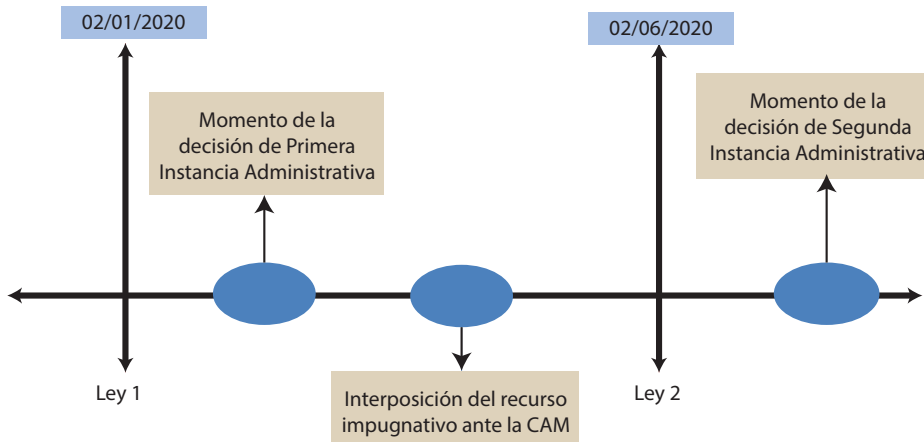 02/01/2020
02/06/2020
Momento de la
decisión de Primera
Instancia Administrativa
Momento de la
decisión de Segunda
Instancia Administrativa
Ley 1
Interposición del recurso
impugnativo ante la CAM
Ley 2